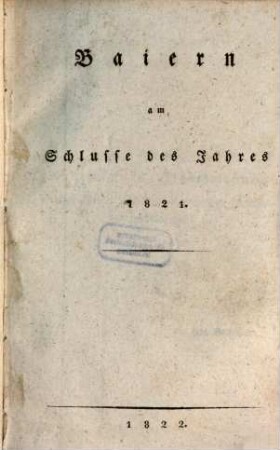 Baiern
am
Schlusse des Jahres
1821.
1822.